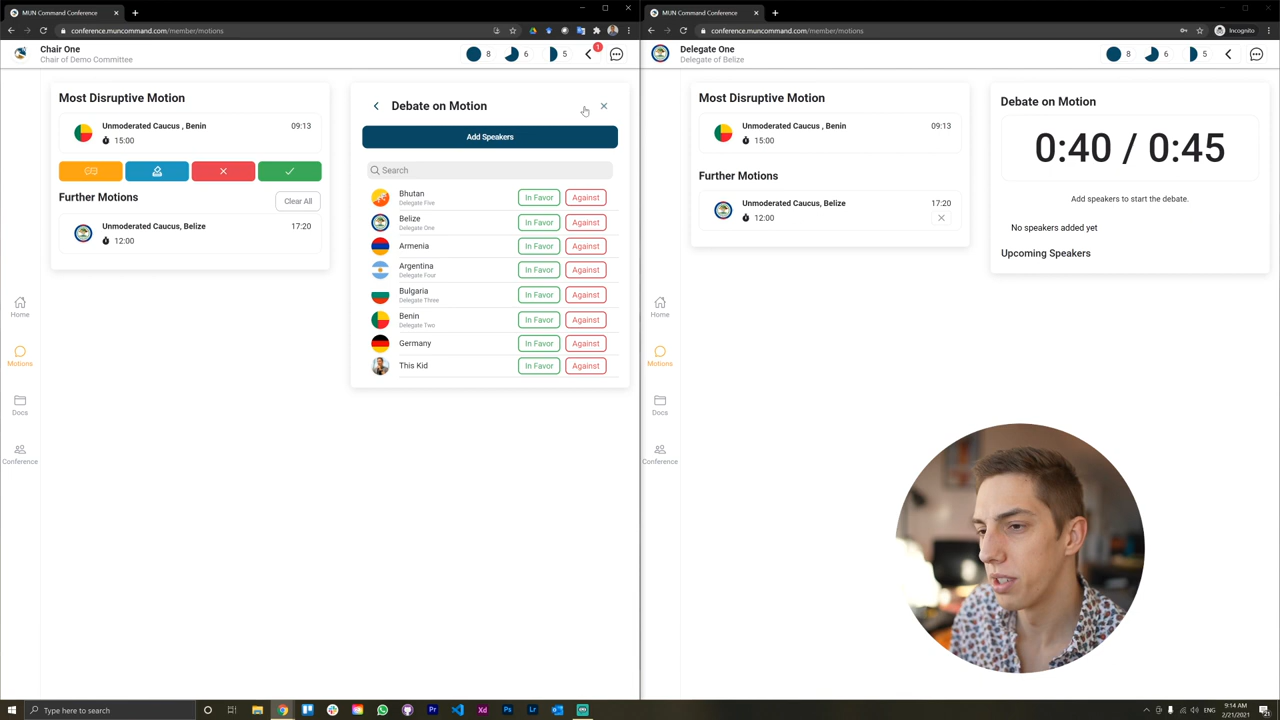 MUN Command Conference
conference.muncommand.com/member/motions
Chair One
Chair of Demo Committee
8
6
5
1
Most Disruptive Motion
Unmoderated Caucus , Benin
09:13
15:00
Further Motions
Clear All
Unmoderated Caucus, Belize
17:20
12:00
Home
Motions
Docs
Conference
Debate on Motion
Add Speakers
Search
Bhutan
Delegate Five
In Favor
Against
Belize
Delegate One
In Favor
Against
Armenia
In Favor
Against
Argentina
Delegate Four
In Favor
Against
Bulgaria
Delegate Three
In Favor
Against
Benin
Delegate Two
In Favor
Against
Germany
In Favor
Against
This Kid
In Favor
Against
MUN Command Conference
conference.muncommand.com/member/motions
Incognito
Delegate One
Delegate of Belize
8
6
5
Most Disruptive Motion
Unmoderated Caucus , Benin
09:13
15:00
Further Motions
Unmoderated Caucus, Belize
17:20
12:00
Home
Motions
Docs
Conference
Debate on Motion
0:40 / 0:45
Add speakers to start the debate.
No speakers added yet
Upcoming Speakers
Type here to search
Pr
Xd
Ps
Lr
ENG
9:14 AM
2/21/2021